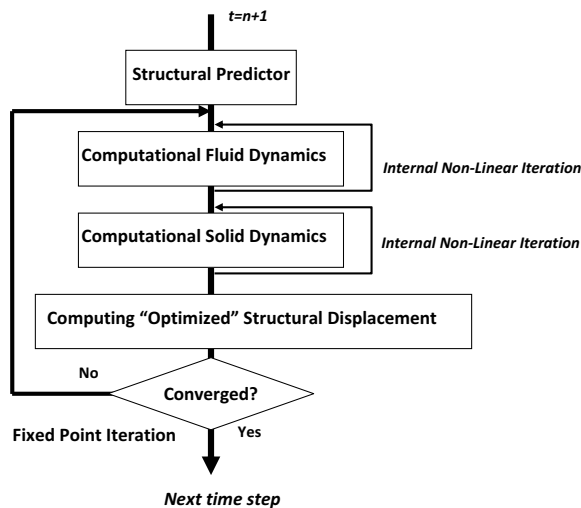 t=n+1
Structural Predictor
Computational Fluid Dynamics
Internal Non-Linear Iteration
Computational Solid Dynamics
Internal Non-Linear Iteration
Computing “Optimized” Structural Displacement
No
Converged?
Fixed Point Iteration
Yes
Next time step